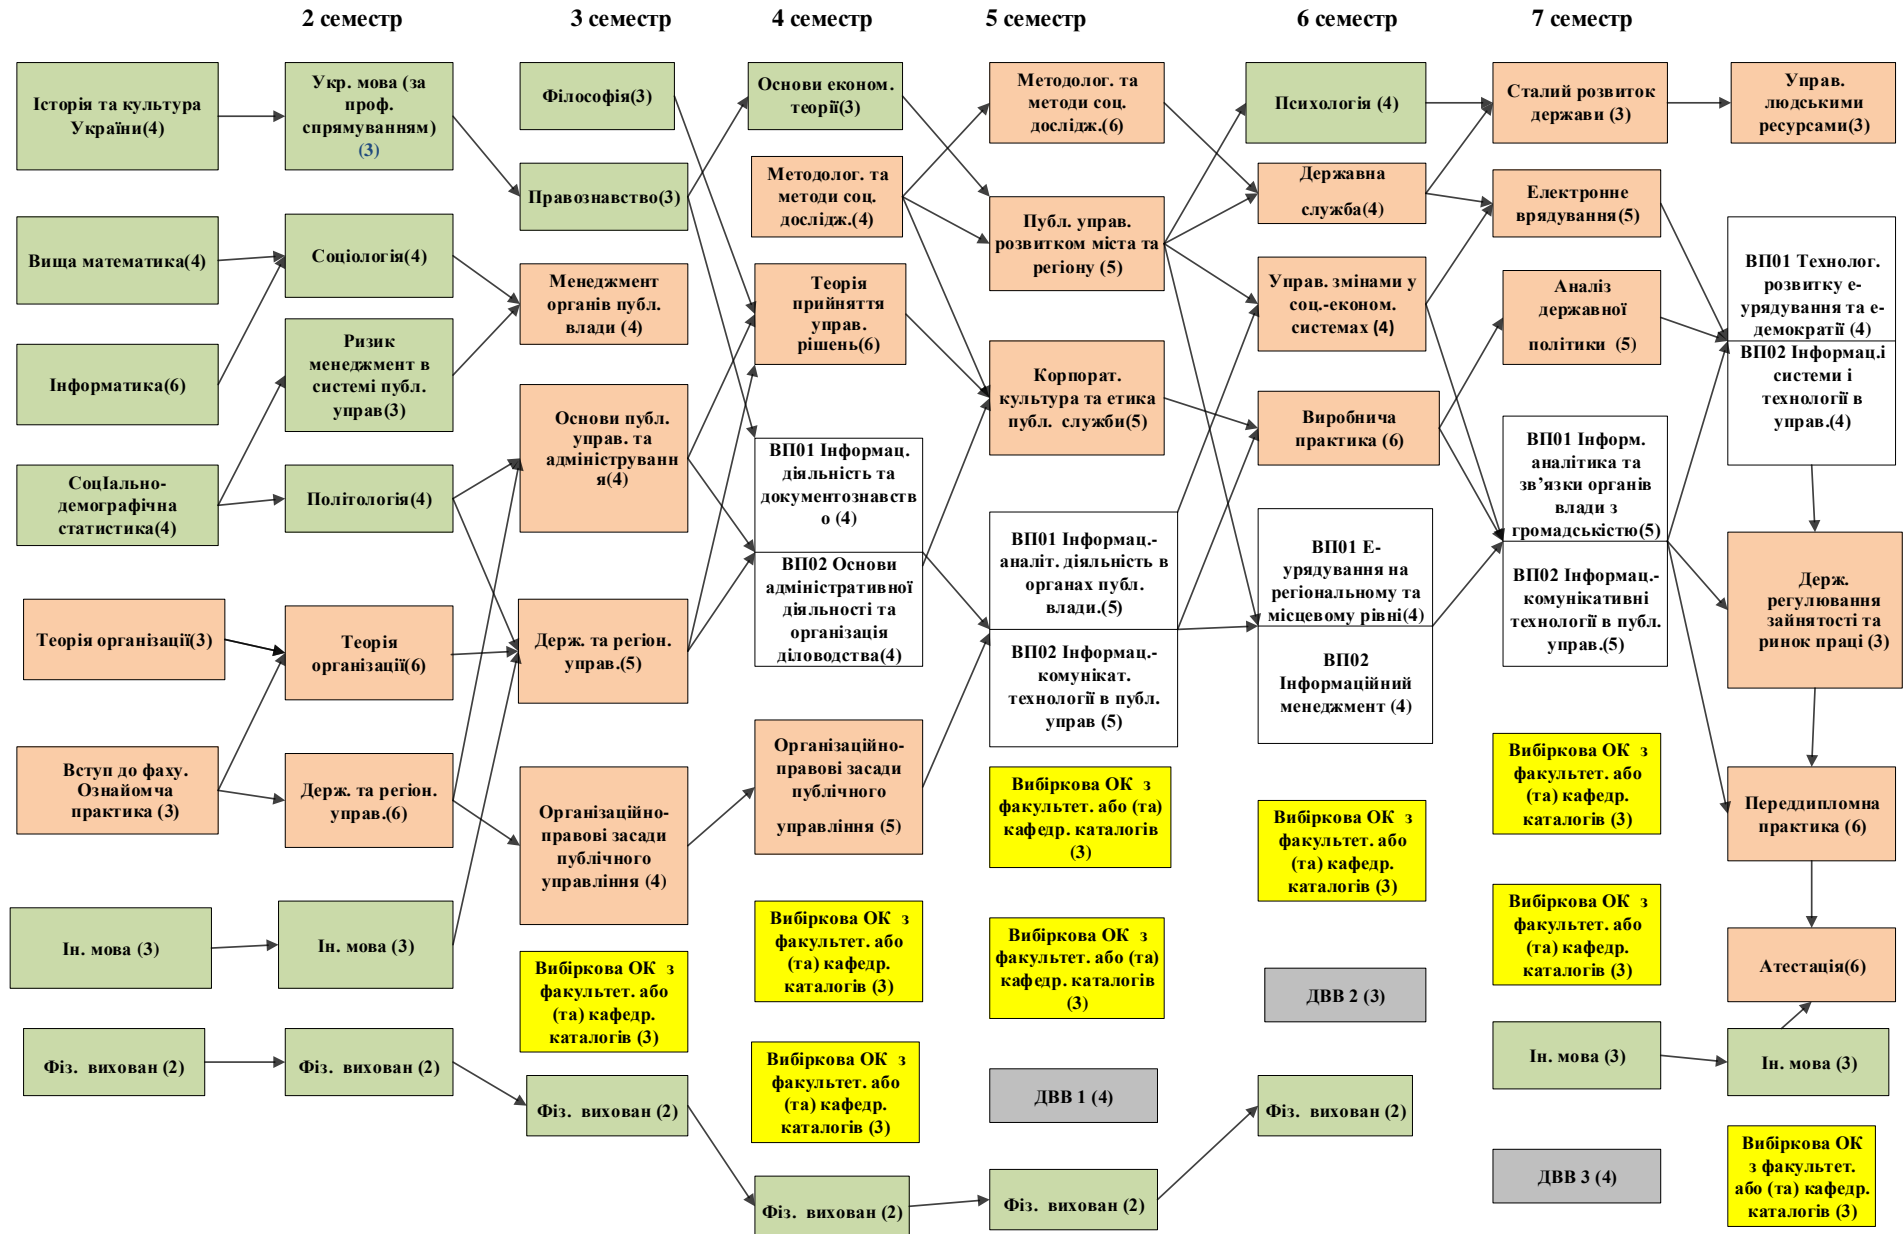 2 семестр
3 семестр
4 семестр
5 семестр
6 семестр
7 семестр
Історія та культура
України(4)
Вища математика(4)
Інформатика(6)
СоцІально-
демографічна
статистика(4)
Теорія організації(3)
Вступ до фаху.
Ознайомча
практика (3)
Ін. мова (3)
Фіз. вихован (2)
Укр. мова (за
проф.
спрямуванням)
(3)
Соціологія(4)
Ризик
менеджмент в
системі публ.
управ(3)
Політологія(4)
Теорія
організації(6)
Держ. та регіон.
управ.(6)
Ін. мова (3)
Фіз. вихован (2)
Філософія(3)
Правознавство(3)
Менеджмент
органів публ.
влади (4)
Основи публ.
управ. та
адмініструванн
я(4)
Держ. та регіон.
управ.(5)
Організаційно-
правові засади
публічного
управління (4)
Вибіркова ОК з
факультет. або
(та) кафедр.
каталогів (3)
Фіз. вихован (2)
Основи економ.
теорії(3)
Методолог. та
методи соц.
дослідж.(4)
Теорія
прийняття
управ.
рішень(6)
ВП01 Інформац.
діяльність та
документознавств
о (4)
ВП02 Основи
адміністративної
діяльності та
організація
діловодства(4)
Організаційно-
правові засади
публічного
управління (5)
Вибіркова ОК з
факультет. або
(та) кафедр.
каталогів (3)
Вибіркова ОК з
факультет. або
(та) кафедр.
каталогів (3)
Фіз. вихован (2)
Методолог. та
методи соц.
дослідж.(6)
Публ. управ.
розвитком міста та
регіону (5)
Корпорат.
культура та етика
публ. служби(5)
ВП01 Інформац.-
аналіт. діяльність в
органах публ.
влади.(5)
ВП02 Інформац.-
комунікат.
технології в публ.
управ (5)
Вибіркова ОК з
факультет. або (та)
кафедр. каталогів
(3)
Вибіркова ОК з
факультет. або (та)
кафедр. каталогів
(3)
ДВВ 1 (4)
Фіз. вихован (2)
Психологія (4)
Державна
служба(4)
Управ. змінами у
соц.-економ.
системах (4)
Виробнича
практика (6)
ВП01 Е-
урядування на
регіональному та
місцевому рівні(4)
ВП02
Інформаційний
менеджмент (4)
Вибіркова ОК з
факультет. або
(та) кафедр.
каталогів (3)
ДВВ 2 (3)
Фіз. вихован (2)
Сталий розвиток
держави (3)
Електронне
врядування(5)
Аналіз
державної
політики (5)
ВП01 Інформ.
аналітика та
зв’язки органів
влади з
громадськістю(5)
ВП02 Інформац.-
комунікативні
технології в публ.
управ.(5)
Вибіркова ОК з
факультет. або
(та) кафедр.
каталогів (3)
Вибіркова ОК з
факультет. або
(та) кафедр.
каталогів (3)
Ін. мова (3)
ДВВ 3 (4)
Управ.
людськими
ресурсами(3)
ВП01 Технолог.
розвитку е-
урядування та е-
демократії (4)
ВП02 Інформац.і
системи і
технології в
управ.(4)
Держ.
регулювання
зайнятості та
ринок праці (3)
Переддипломна
практика (6)
Атестація(6)
Ін. мова (3)
Вибіркова ОК
з факультет.
або (та) кафедр.
каталогів (3)